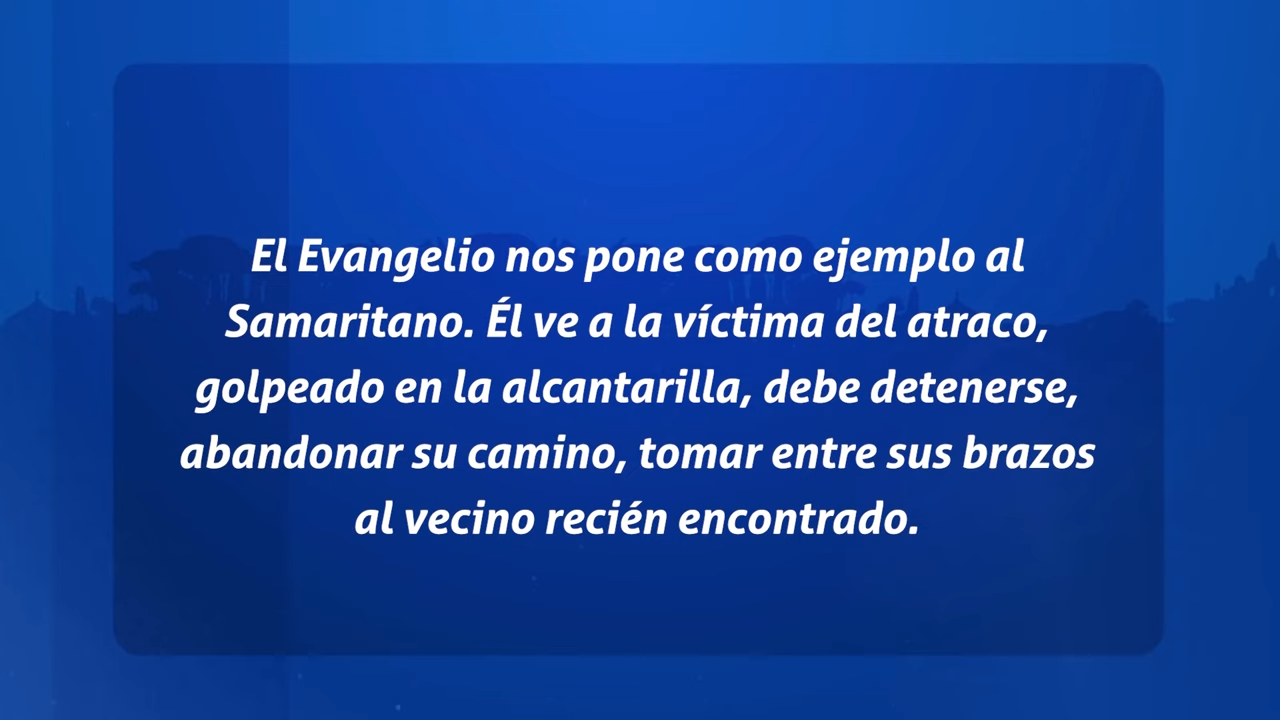 El Evangelio nos pone como ejemplo al
Samaritano. Él ve a la víctima del atraco,
golpeado en la alcantarilla, debe detenerse,
abandonar su camino, tomar entre sus brazos
al vecino recién encontrado.